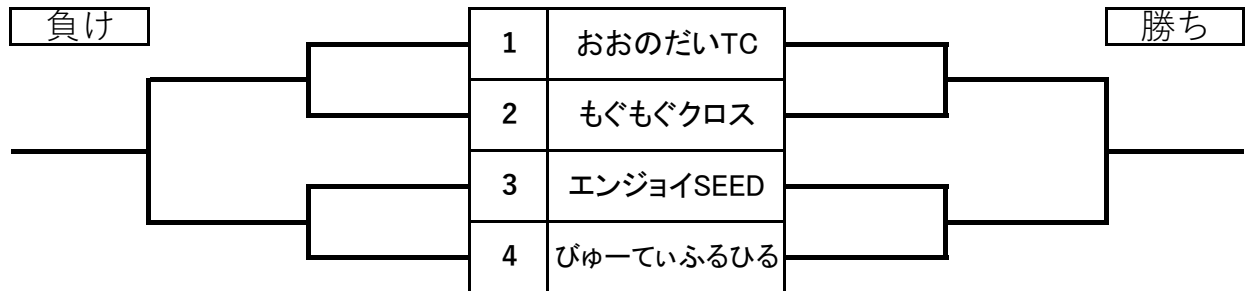 負け
勝ち
1 おおのだいTC
2 もぐもぐクロス
3 エンジョイSEED
4 びゅーてぃふるひる